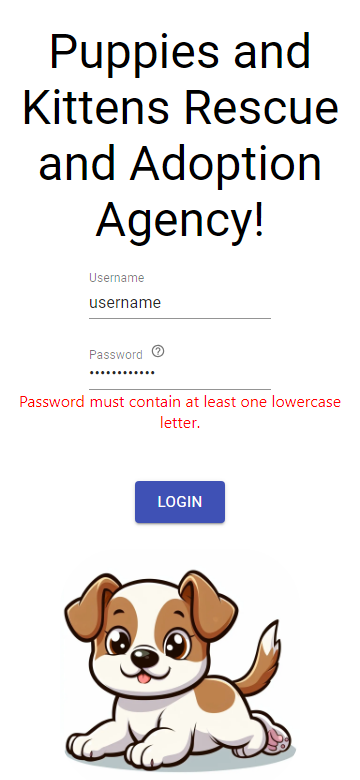 Puppies and
Kittens Rescue
and Adoption
Agency!
Username
username
Password
••••••••••••
Password must contain at least one lowercase
letter.
LOGIN